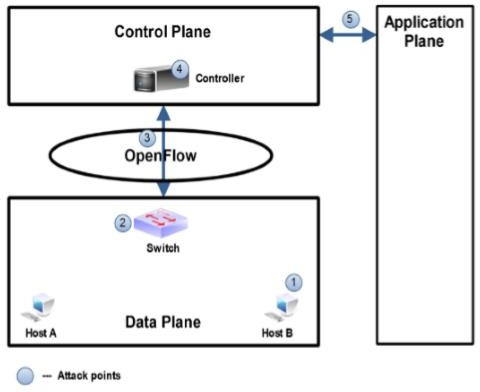 Control Plane
5
Application
Plane
4
Controller
3
OpenFlow
2
Switch
1
Host A
Data Plane
Host B
--- Attack points